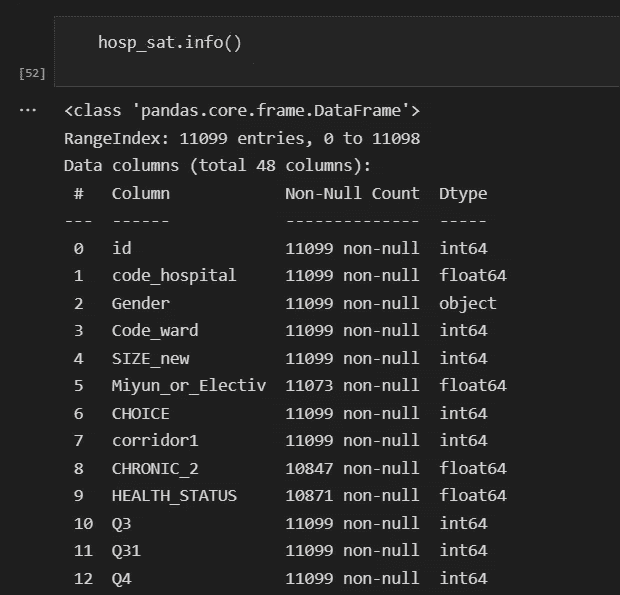 hosp_sat.info()
[52]
...
<class 'pandas.core.frame.DataFrame'>
RangeIndex: 11099 entries, 0 to 11098
Data columns (total 48 columns):
 #   Column           Non-Null Count  Dtype
---  ------           --------------  -----
 0   id               11099 non-null  int64
 1   code_hospital    11099 non-null  float64
 2   Gender           11099 non-null  object
 3   Code_ward        11099 non-null  int64
 4   SIZE_new         11099 non-null  int64
 5   Miyun_or_Electiv 11073 non-null  float64
 6   CHOICE           11099 non-null  int64
 7   corridor1        11099 non-null  int64
 8   CHRONIC_2        10847 non-null  float64
 9   HEALTH_STATUS    10871 non-null  float64
 10  Q3               11099 non-null  int64
 11  Q31              11099 non-null  int64
 12  Q4               11099 non-null  int64